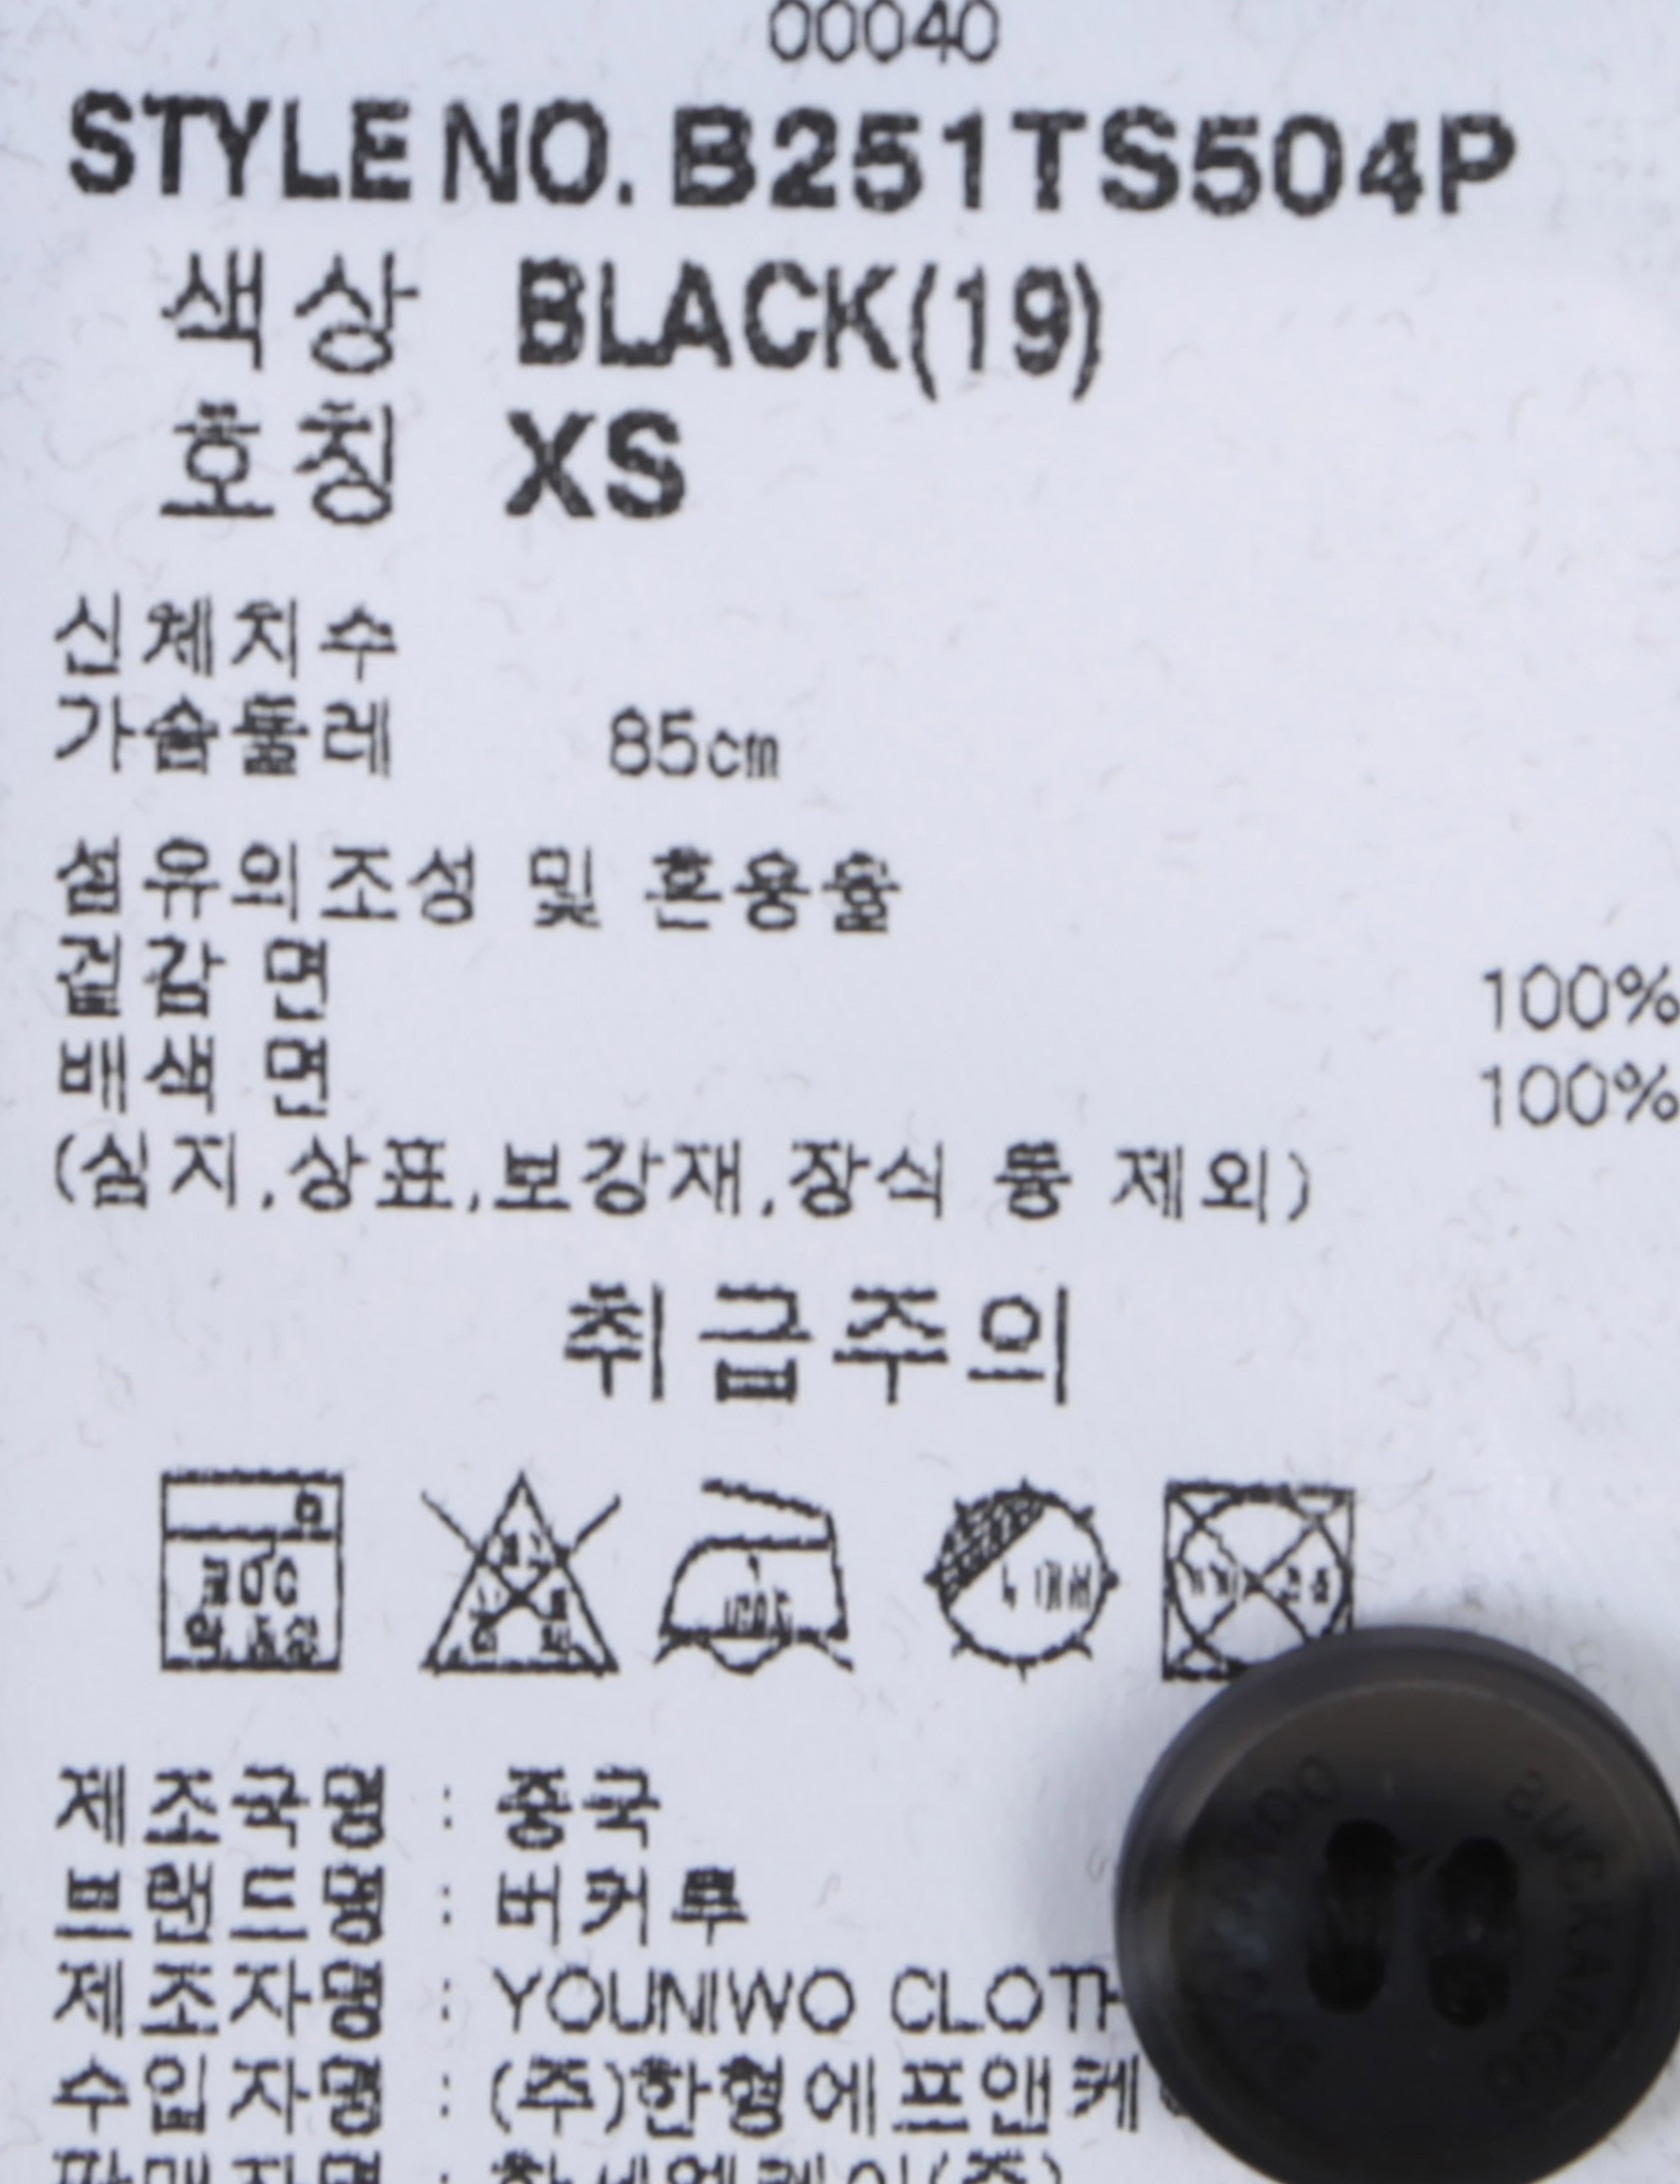 00040
STYLE NO. B251TS504P
색상 BLACK(19)
호칭 XS
신체치수
가슴둘레 85cm
섬유의조성 및 혼용율
겉감 면 100%
배색 면 100%
(심지,상표,보강재,장식 등 제외)
취급주의
제조국명 : 중국
브랜드명 : 버커루
제조자명 : YOUNIWO CLOTH
수입자명 : (주)한형에프앤케